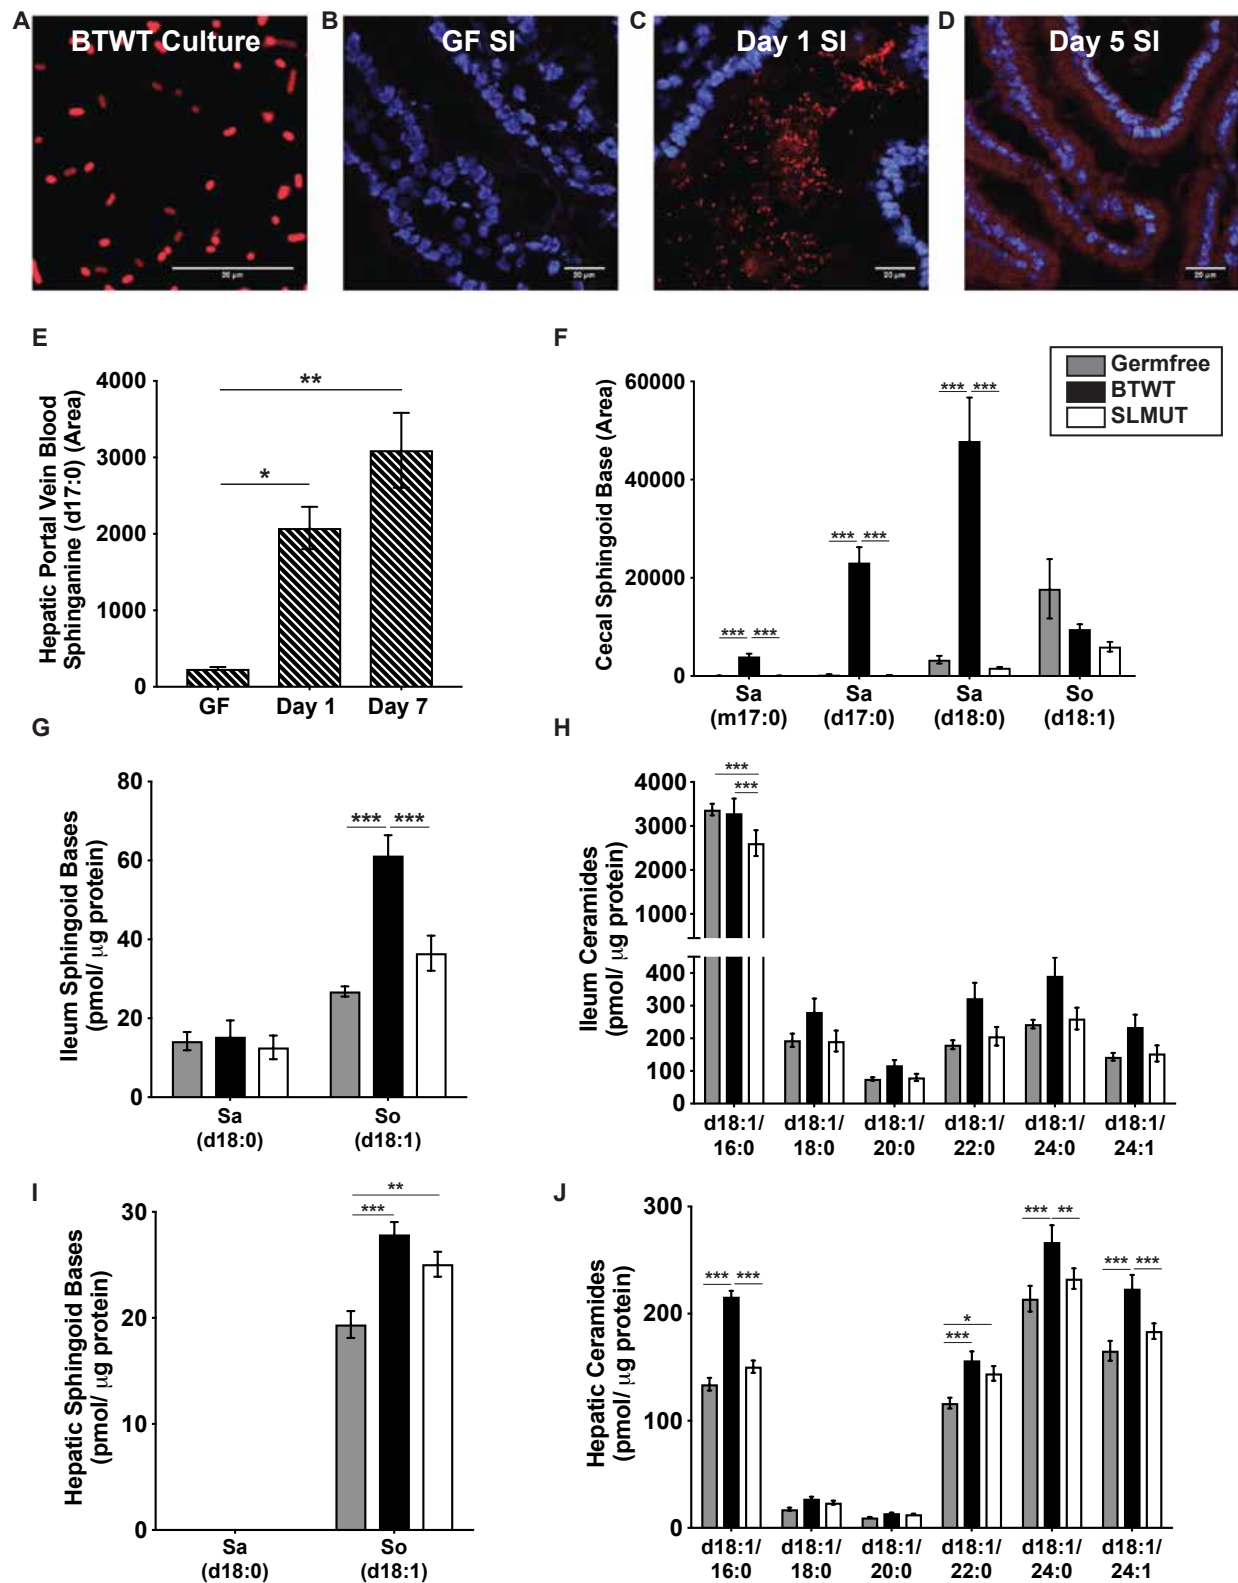 A
BTWT Culture
20 µm
B
GF SI
20 µm
C
Day 1 SI
20 µm
D
Day 5 SI
20 µm
E
Hepatic Portal Vein Blood
Sphinganine (d17:0) (Area)
4000
3000
2000
1000
0
*
**
GF
Day 1
Day 7
F
Cecal Sphingoid Base (Area)
60000
40000
20000
0
*** ***
*** ***
*** ***
Sa
(m17:0)
Sa
(d17:0)
Sa
(d18:0)
So
(d18:1)
Germfree
BTWT
SLMUT
G
Ileum Sphingoid Bases
(pmol/ µg protein)
80
60
40
20
0
*** ***
Sa
(d18:0)
So
(d18:1)
H
Ileum Ceramides
(pmol/ µg protein)
4000
3000
2000
1000
400
300
200
100
0
***
***
d18:1/
16:0
d18:1/
18:0
d18:1/
20:0
d18:1/
22:0
d18:1/
24:0
d18:1/
24:1
I
Hepatic Sphingoid Bases
(pmol/ µg protein)
30
20
10
0
**
***
Sa
(d18:0)
So
(d18:1)
J
Hepatic Ceramides
(pmol/ µg protein)
300
200
100
0
*** ***
*
***
*** **
*** ***
d18:1/
16:0
d18:1/
18:0
d18:1/
20:0
d18:1/
22:0
d18:1/
24:0
d18:1/
24:1